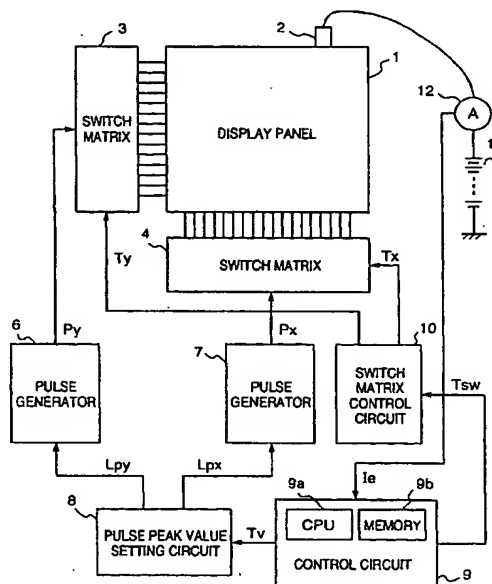 3
2
1
12
A
SWITCH
MATRIX
DISPLAY PANEL
4
SWITCH MATRIX
Ty
Tx
6
Py
7
Px
10
PULSE
GENERATOR
PULSE
GENERATOR
SWITCH
MATRIX
CONTROL
CIRCUIT
Tsw
Lpy
Lpx
Ie
8
9a
9b
PULSE PEAK VALUE
SETTING CIRCUIT
Tv
CPU
MEMORY
CONTROL CIRCUIT
9